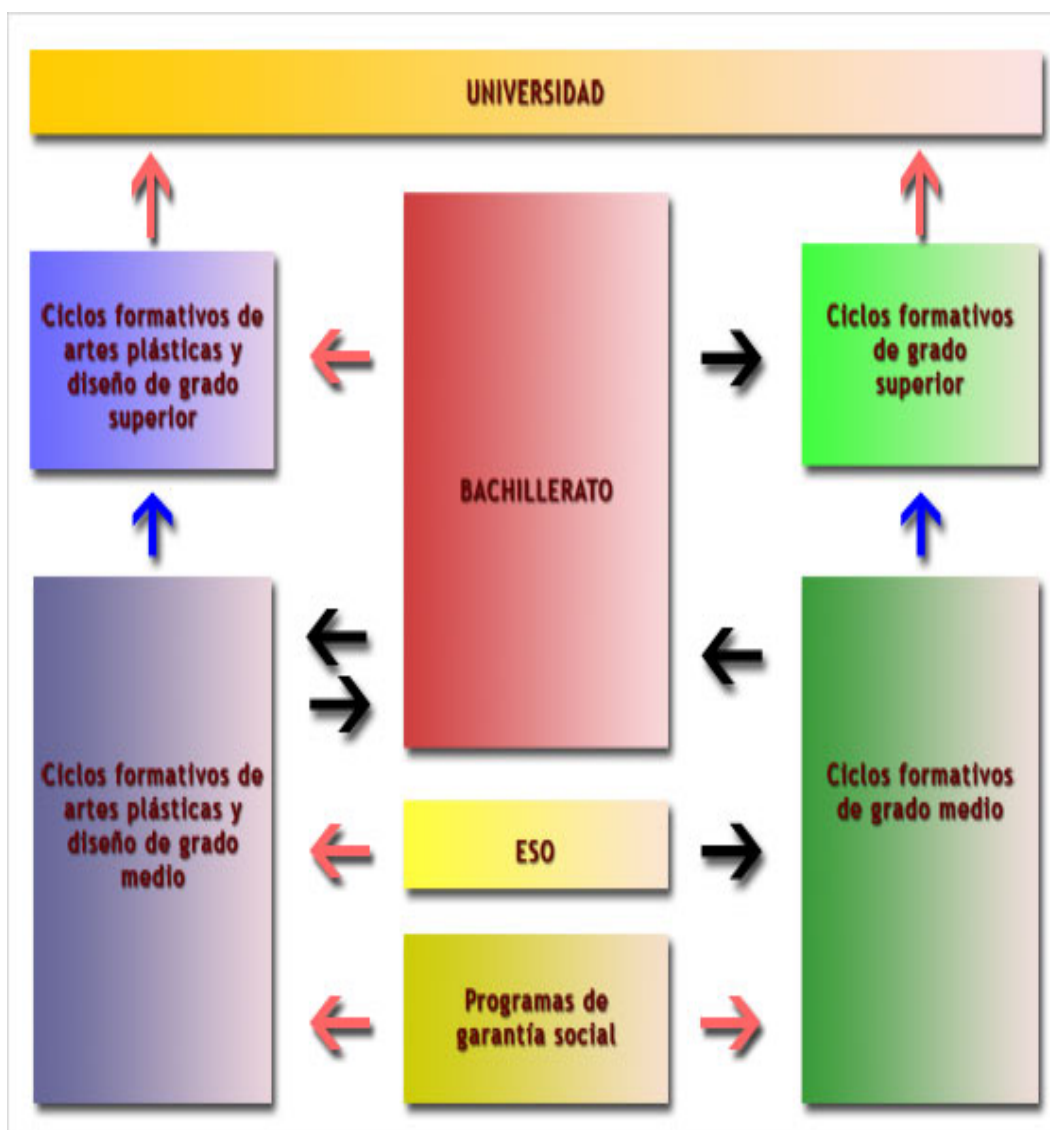 UNIVERSIDAD
Ciclos formativos de
artes plásticas y
diseño de grado
superior
BACHILLERATO
Ciclos formativos
de grado
superior
Ciclos formativos de
artes plásticas y
diseño de grado
medio
ESO
Programas de
garantía social
Ciclos formativos
de grado medio